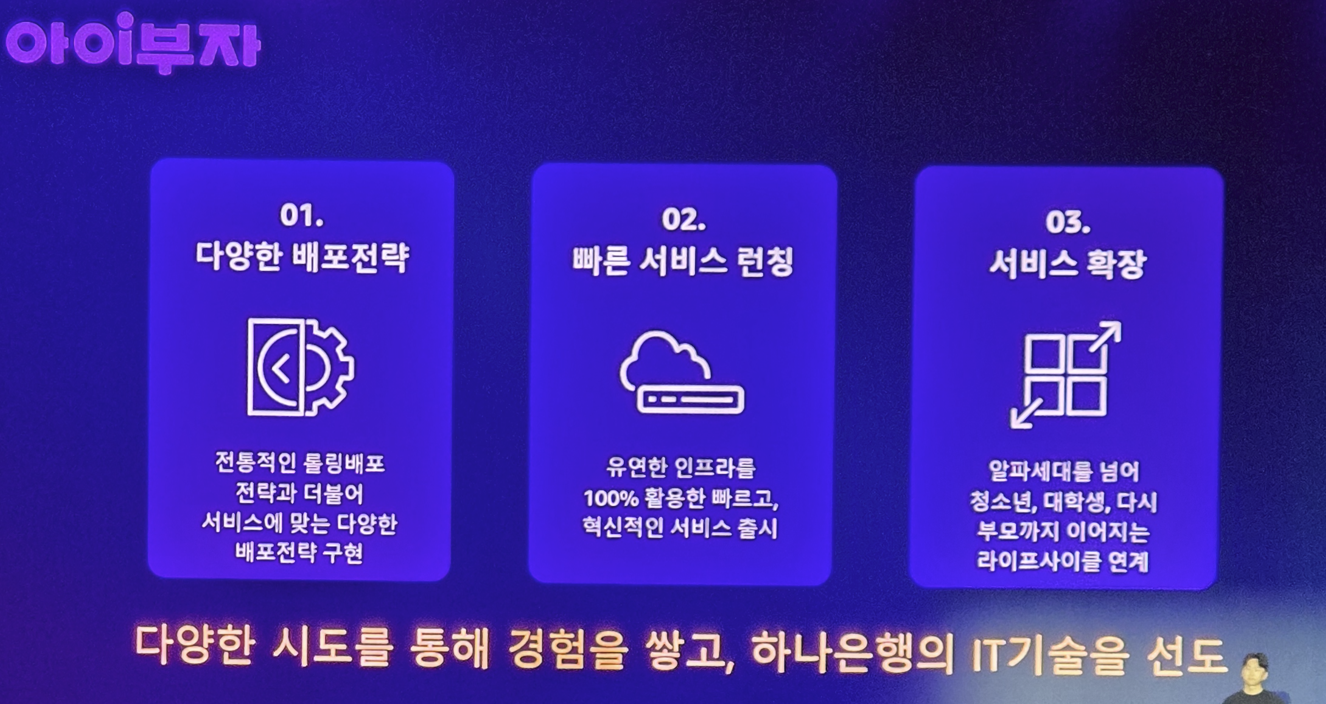 아이부자
01.
다양한 배포전략
전통적인 롤링배포
전략과 더불어
서비스에 맞는 다양한
배포전략 구현
02.
빠른 서비스 런칭
유연한 인프라를
100% 활용한 빠르고,
혁신적인 서비스 출시
03.
서비스 확장
알파세대를 넘어
청소년, 대학생, 다시
부모까지 이어지는
라이프사이클 연계
다양한 시도를 통해 경험을 쌓고, 하나은행의 IT기술을 선도